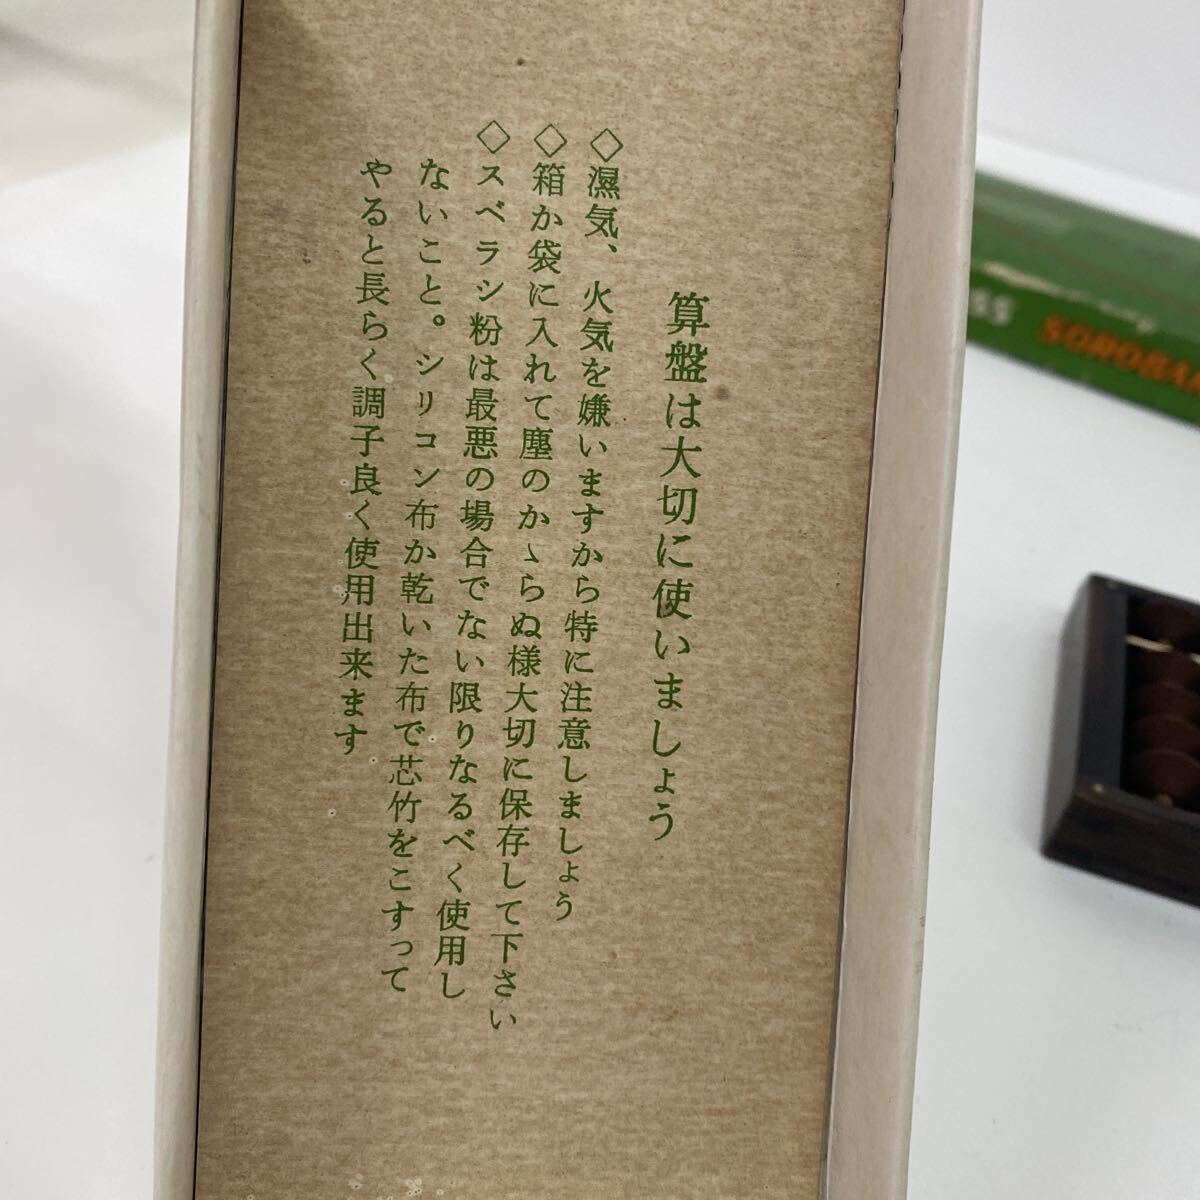 算盤は大切に使いましょう
◇濕気、火気を嫌いますから特に注意しましょう
◇箱か袋に入れて塵のかゝらぬ様大切に保存して下さい
◇スベラシ粉は最悪の場合でない限りなるべく使用し
ないこと。シリコン布か乾いた布で芯竹をこすって
やると長らく調子良く使用出来ます
SOROBAN